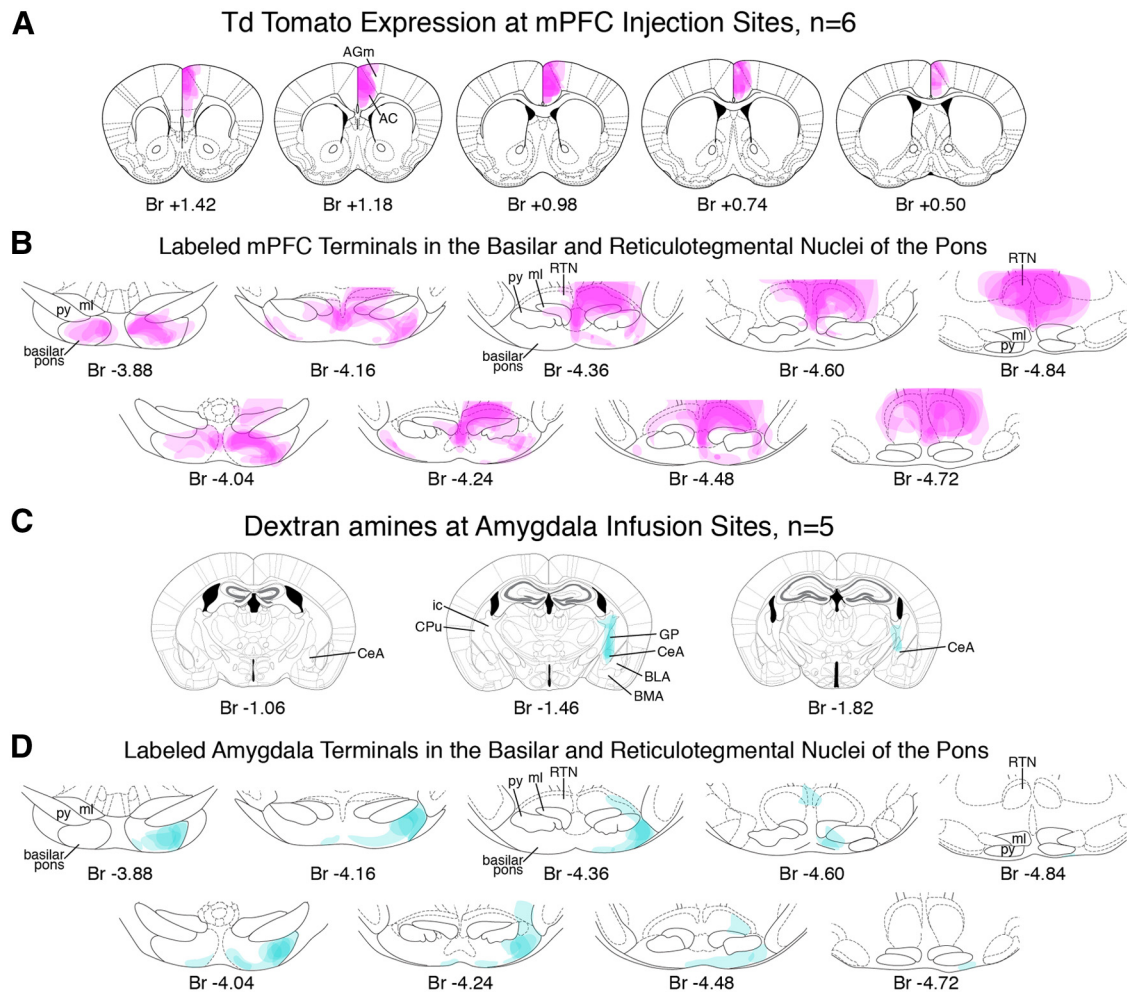 A
Td Tomato Expression at mPFC Injection Sites, n=6
AGm
AC
Br +1.42
Br +1.18
Br +0.98
Br +0.74
Br +0.50
B
Labeled mPFC Terminals in the Basilar and Reticulotegmental Nuclei of the Pons
py
ml
basilar
pons
py
ml
RTN
basilar
pons
RTN
ml
py
Br -3.88
Br -4.16
Br -4.36
Br -4.60
Br -4.84
Br -4.04
Br -4.24
Br -4.48
Br -4.72
C
Dextran amines at Amygdala Infusion Sites, n=5
CeA
ic
CPu
GP
CeA
BLA
BMA
CeA
Br -1.06
Br -1.46
Br -1.82
D
Labeled Amygdala Terminals in the Basilar and Reticulotegmental Nuclei of the Pons
py
ml
basilar
pons
py
ml
RTN
basilar
pons
RTN
ml
py
Br -3.88
Br -4.16
Br -4.36
Br -4.60
Br -4.84
Br -4.04
Br -4.24
Br -4.48
Br -4.72